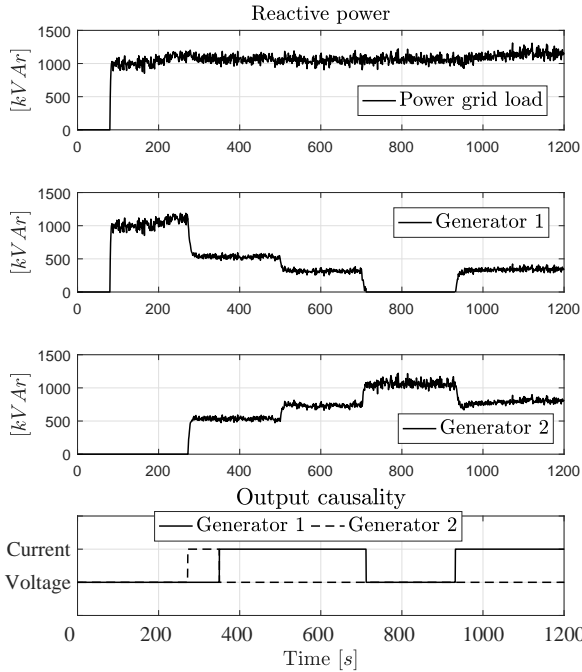 Reactive power
1500
1000
500
0
[kVAr]
Power grid load
0 200 400 600 800 1000 1200
1500
1000
500
0
[kVAr]
Generator 1
0 200 400 600 800 1000 1200
1500
1000
500
0
[kVAr]
Generator 2
0 200 400 600 800 1000 1200
Output causality
Generator 1 Generator 2
Current
Voltage
0 200 400 600 800 1000 120
Time [s]